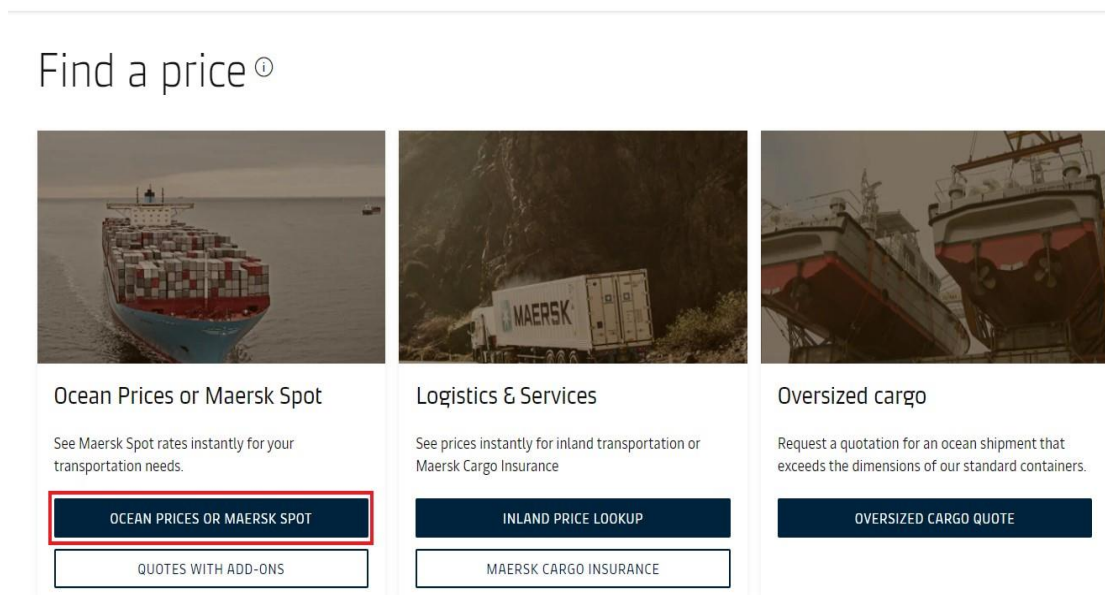 Find a price
MAERSK
Ocean Prices or Maersk Spot
See Maersk Spot rates instantly for your
transportation needs.
OCEAN PRICES OR MAERSK SPOT
QUOTES WITH ADD-ONS
Logistics & Services
See prices instantly for inland transportation or
Maersk Cargo Insurance
INLAND PRICE LOOKUP
MAERSK CARGO INSURANCE
Oversized cargo
Request a quotation for an ocean shipment that
exceeds the dimensions of our standard containers.
OVERSIZED CARGO QUOTE